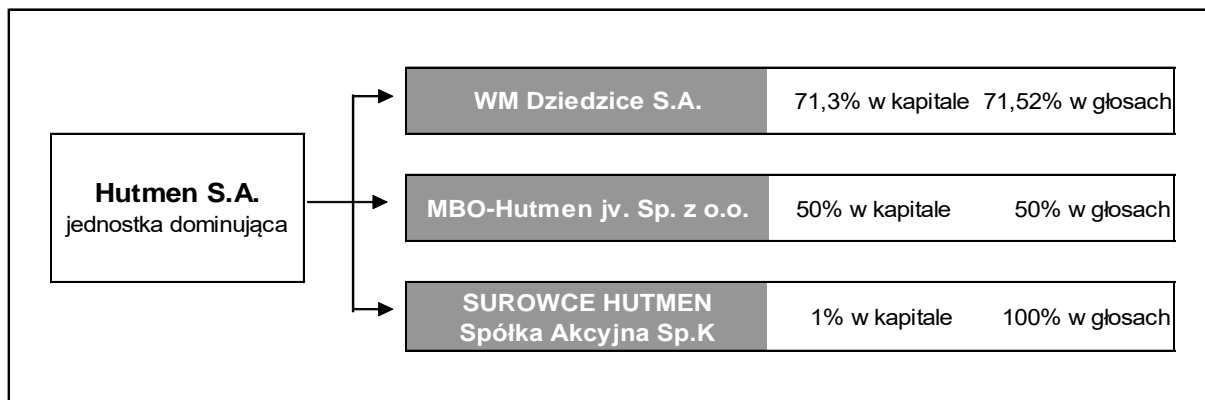 WM Dziedzice S.A. 71,3% w kapitale 71,52% w głosach
Hutmen S.A.
jednostka dominująca
MBO-Hutmen jv. Sp. z o.o. 50% w kapitale 50% w głosach
SUROWCE HUTMEN
Spółka Akcyjna Sp.K 1% w kapitale 100% w głosach